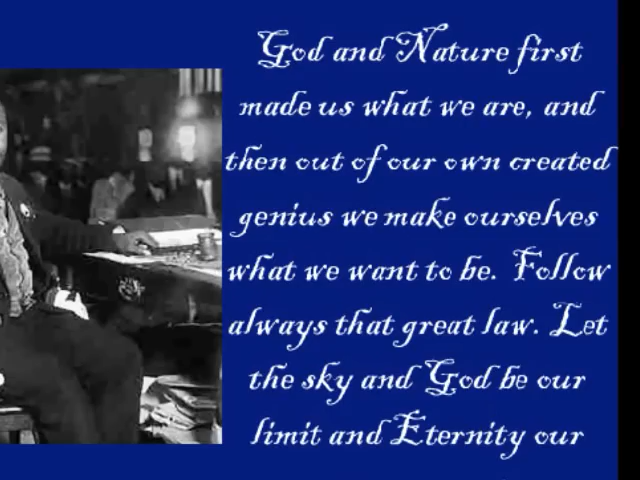 God and Nature first
made us what we are, and
then out of our own created
genius we make ourselves
what we want to be. Follow
always that great law. Let
the sky and God be our
limit and Eternity our